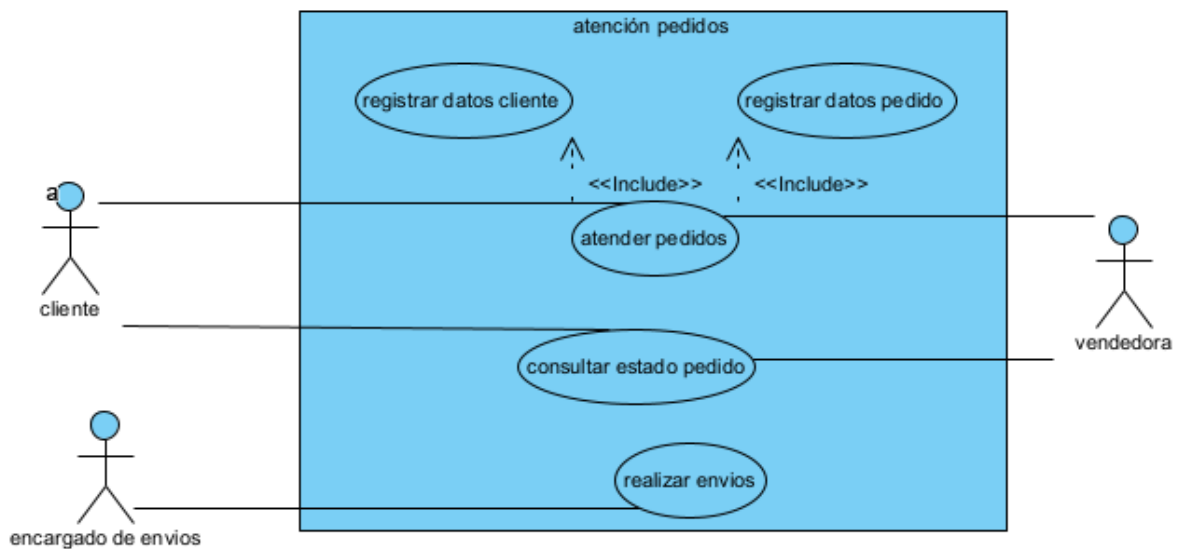 atención pedidos
registrar datos cliente
registrar datos pedido
<<Include>>
<<Include>>
a
atender pedidos
cliente
vendedora
consultar estado pedido
realizar envios
encargado de envios